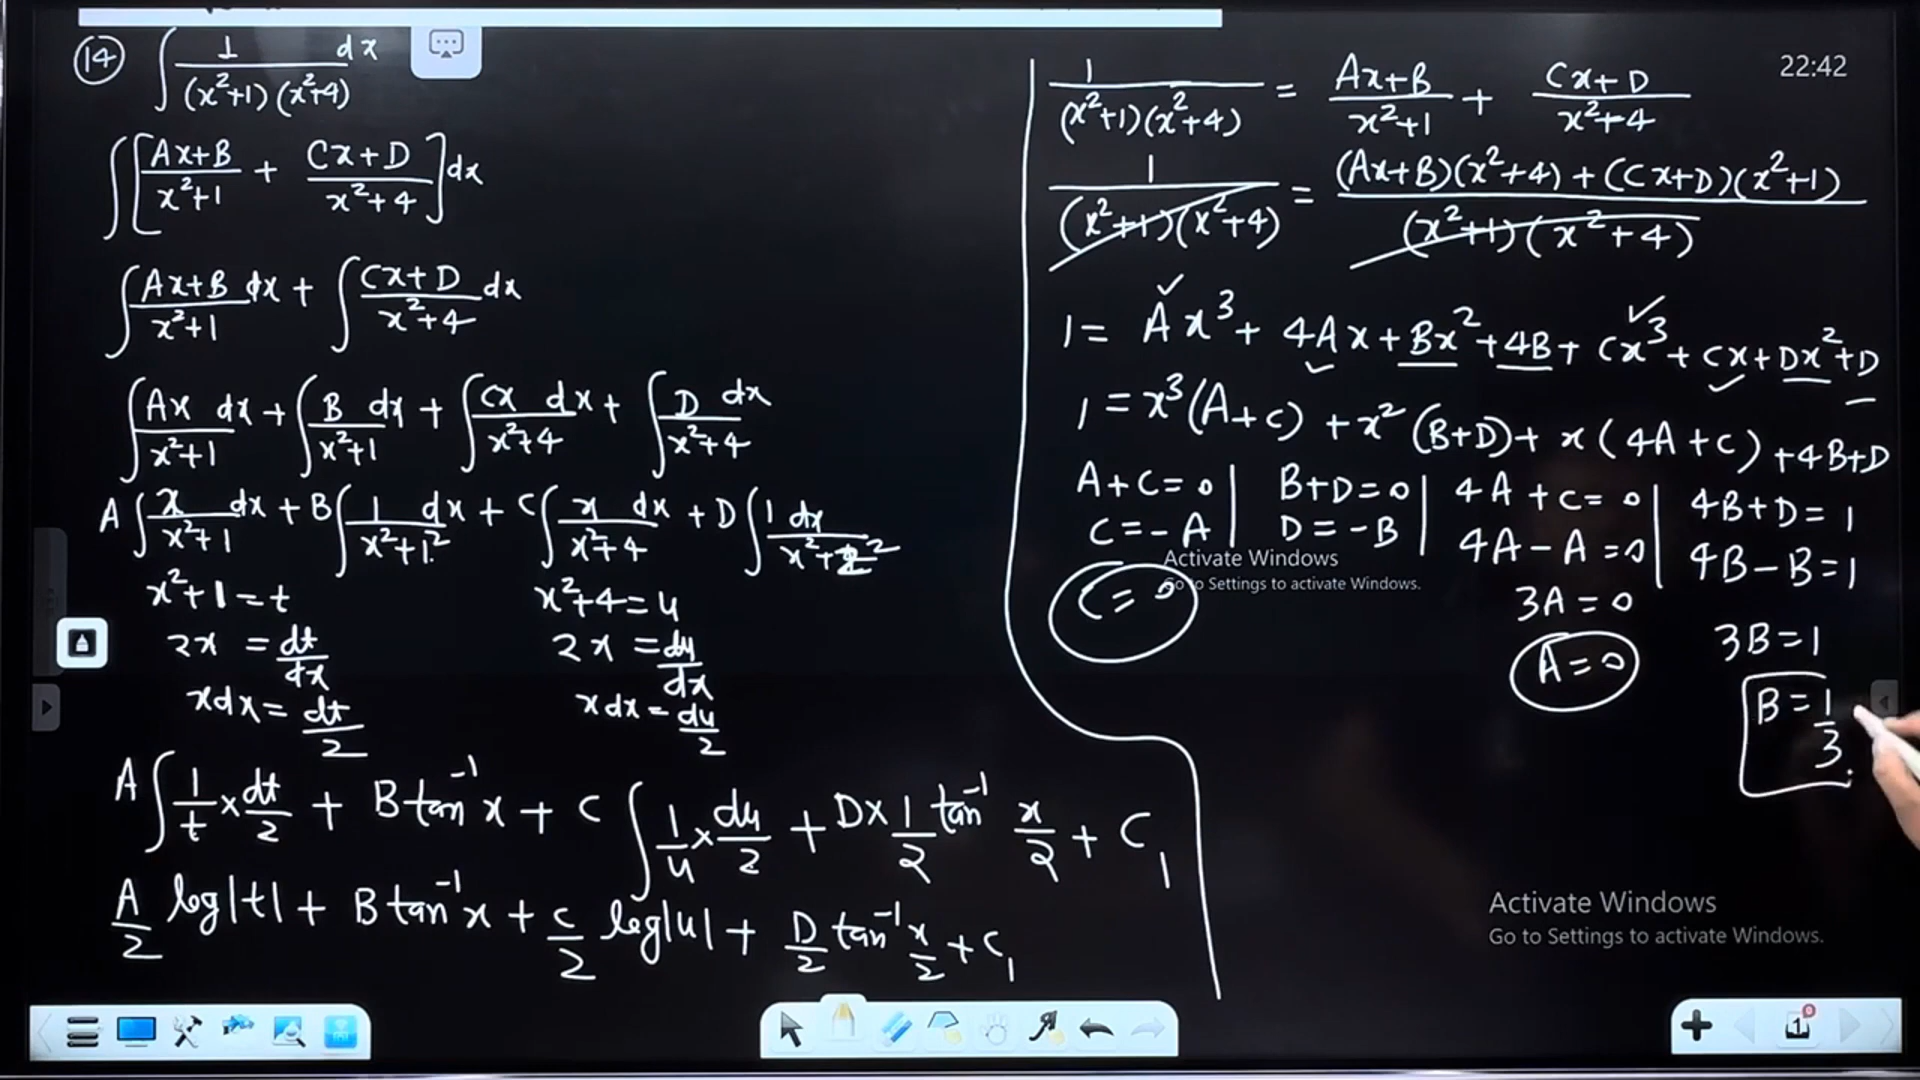 14 ∫ 1/((x²+1)(x²+4)) dx
∫ [ (Ax+B)/(x²+1) + (Cx+D)/(x²+4) ] dx
∫ (Ax+B)/(x²+1) dx + ∫ (Cx+D)/(x²+4) dx
∫ Ax/(x²+1) dx + ∫ B/(x²+1) dx + ∫ Cx/(x²+4) dx + ∫ D/(x²+4) dx
A ∫ x/(x²+1) dx + B ∫ 1/(x²+1²) dx + C ∫ x/(x²+4) dx + D ∫ 1/(x²+2²) dx
x²+1 = t
x²+4 = u
2x = dt/dx
2x = du/dx
xdx = dt/2
xdx = du/2
A ∫ 1/t × dt/2 + B tan⁻¹ x + C ∫ 1/u × du/2 + D × 1/2 tan⁻¹ x/2 + C₁
A/2 log|t| + B tan⁻¹x + C/2 log|u| + D/2 tan⁻¹ x/2 + C₁
22:42
1/((x²+1)(x²+4)) = (Ax+B)/(x²+1) + (Cx+D)/(x²+4)
1/((x²+1)(x²+4)) = ((Ax+B)(x²+4) + (Cx+D)(x²+1))/((x²+1)(x²+4))
1 = Ax³ + 4Ax + Bx² + 4B + Cx³ + Cx + Dx² + D
1 = x³(A+C) + x²(B+D) + x(4A+C) + 4B+D
A+C=0 | B+D=0 | 4A+C=0 | 4B+D=1
C=-A | D=-B | 4A-A=0 | 4B-B=1
C=0
3A=0
3B=1
A=0
B=1/3
Activate Windows
Go to Settings to activate Windows.
Activate Windows
Go to Settings to activate Windows.
1